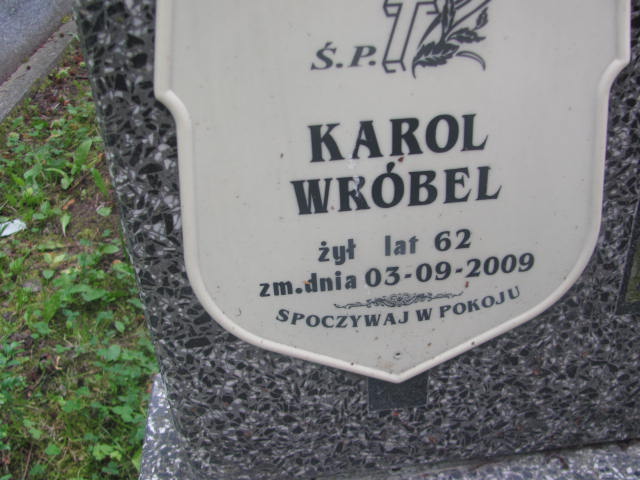 Ś.P.
KAROL
WRÓBEL
żył lat 62
zm.dnia 03-09-2009
SPOCZYWAJ W POKOJU